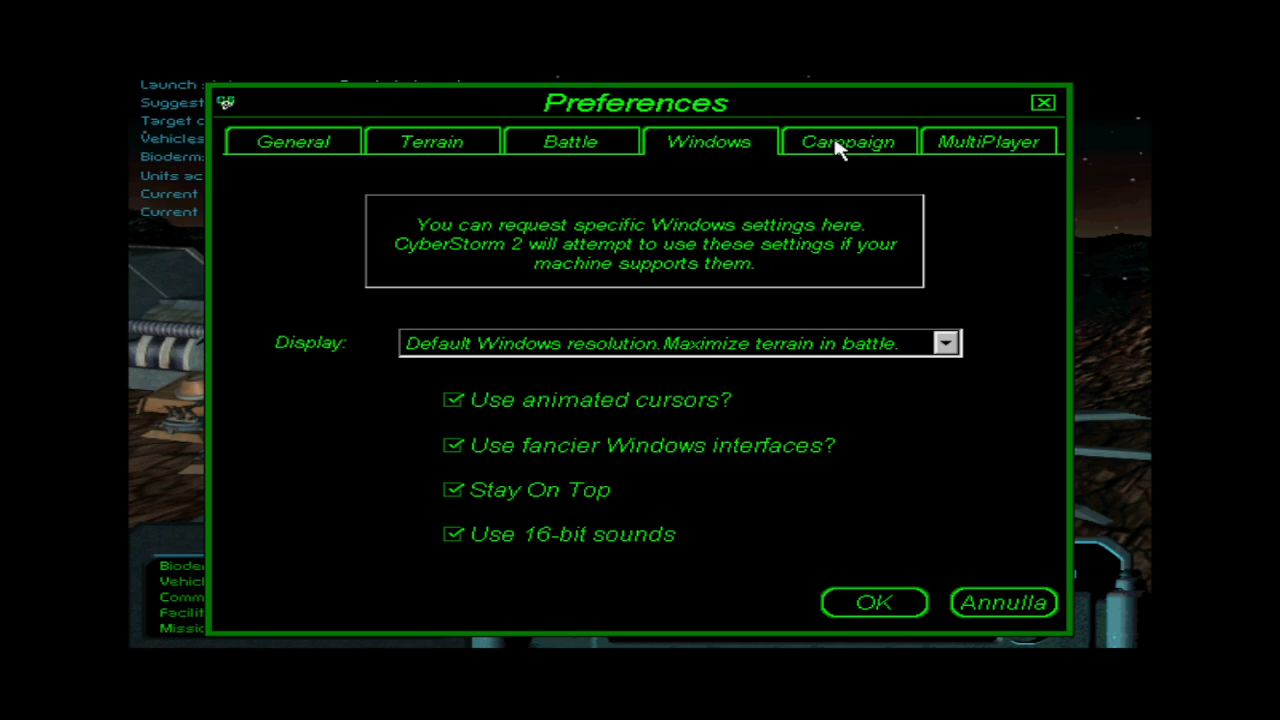 Launch :
Suggest
Target c
Vehicles
Bioderm:
Units ac
Current
Current
Preferences
General Terrain Battle Windows Campaign MultiPlayer
You can request specific Windows settings here.
CyberStorm 2 will attempt to use these settings if your
machine supports them.
Display: Default Windows resolution.Maximize terrain in battle.
Use animated cursors?
Use fancier Windows interfaces?
Stay On Top
Use 16-bit sounds
OK Annulla
Bioder
Vehicl
Comm
Facilit
Missic